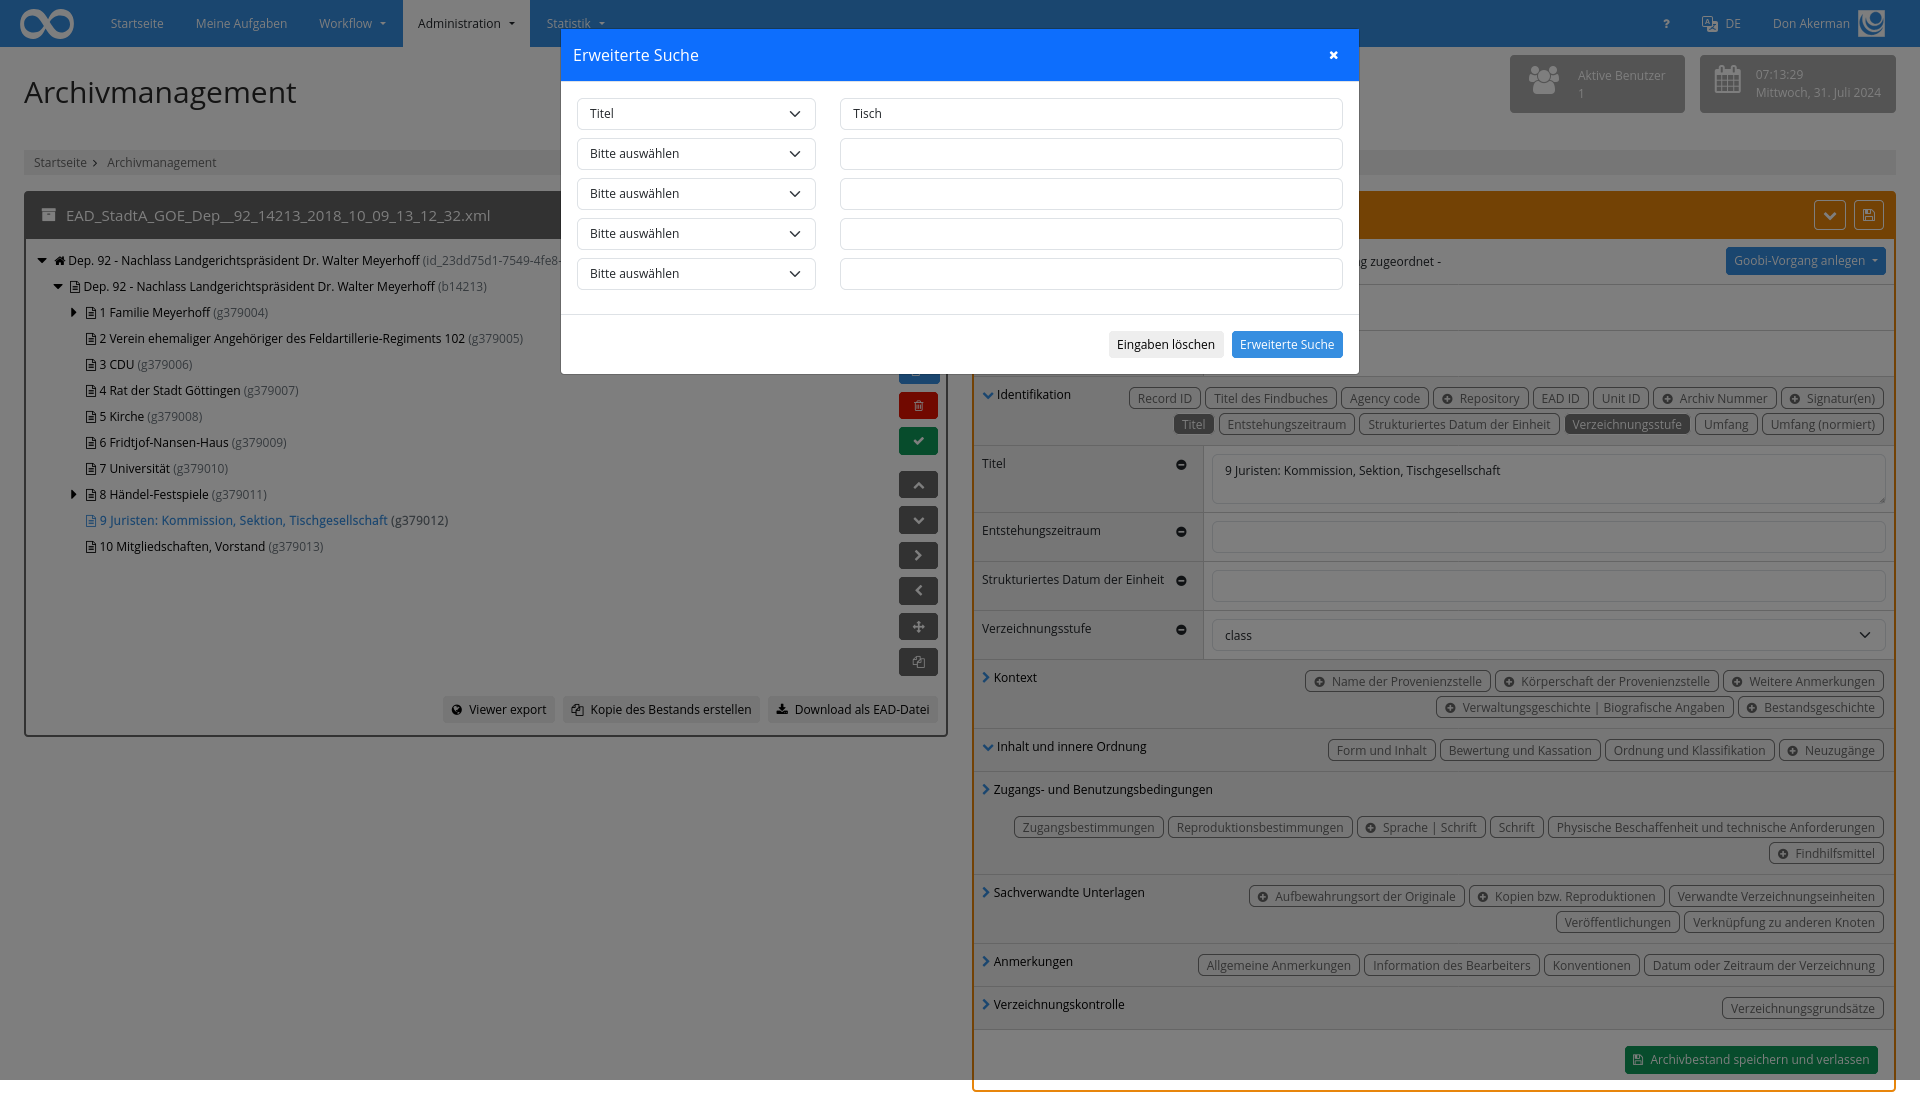 Startseite
Meine Aufgaben
Workflow
Administration
Statistik
?
DE
Don Akerman
Archivmanagement
Aktive Benutzer
1
07:13:29
Mittwoch, 31. Juli 2024
Startseite
Archivmanagement
Erweiterte Suche
Titel
Tisch
Bitte auswählen
Bitte auswählen
Bitte auswählen
Bitte auswählen
Eingaben löschen
Erweiterte Suche
EAD_StadtA_GOE_Dep__92_14213_2018_10_09_13_12_32.xml
Dep. 92 - Nachlass Landgerichtspräsident Dr. Walter Meyerhoff (id_23dd75d1-7549-4fe8-
Dep. 92 - Nachlass Landgerichtspräsident Dr. Walter Meyerhoff (b14213)
1 Familie Meyerhoff (g379004)
2 Verein ehemaliger Angehöriger des Feldartillerie-Regiments 102 (g379005)
3 CDU (g379006)
4 Rat der Stadt Göttingen (g379007)
5 Kirche (g379008)
6 Fridtjof-Nansen-Haus (g379009)
7 Universität (g379010)
8 Händel-Festspiele (g379011)
9 Juristen: Kommission, Sektion, Tischgesellschaft (g379012)
10 Mitgliedschaften, Vorstand (g379013)
Viewer export
Kopie des Bestands erstellen
Download als EAD-Datei
g zugeordnet -
Goobi-Vorgang anlegen
Identifikation
Record ID
Titel des Findbuches
Agency code
Repository
EAD ID
Unit ID
Archiv Nummer
Signatur(en)
Titel
Entstehungszeitraum
Strukturiertes Datum der Einheit
Verzeichnungsstufe
Umfang
Umfang (normiert)
Titel
9 Juristen: Kommission, Sektion, Tischgesellschaft
Entstehungszeitraum
Strukturiertes Datum der Einheit
Verzeichnungsstufe
class
Kontext
Name der Provenienzstelle
Körperschaft der Provenienzstelle
Weitere Anmerkungen
Verwaltungsgeschichte | Biografische Angaben
Bestandsgeschichte
Inhalt und innere Ordnung
Form und Inhalt
Bewertung und Kassation
Ordnung und Klassifikation
Neuzugänge
Zugangs- und Benutzungsbedingungen
Zugangsbestimmungen
Reproduktionsbestimmungen
Sprache | Schrift
Schrift
Physische Beschaffenheit und technische Anforderungen
Findhilfsmittel
Sachverwandte Unterlagen
Aufbewahrungsort der Originale
Kopien bzw. Reproduktionen
Verwandte Verzeichnungseinheiten
Veröffentlichungen
Verknüpfung zu anderen Knoten
Anmerkungen
Allgemeine Anmerkungen
Information des Bearbeiters
Konventionen
Datum oder Zeitraum der Verzeichnung
Verzeichnungskontrolle
Verzeichnungsgrundsätze
Archivbestand speichern und verlassen